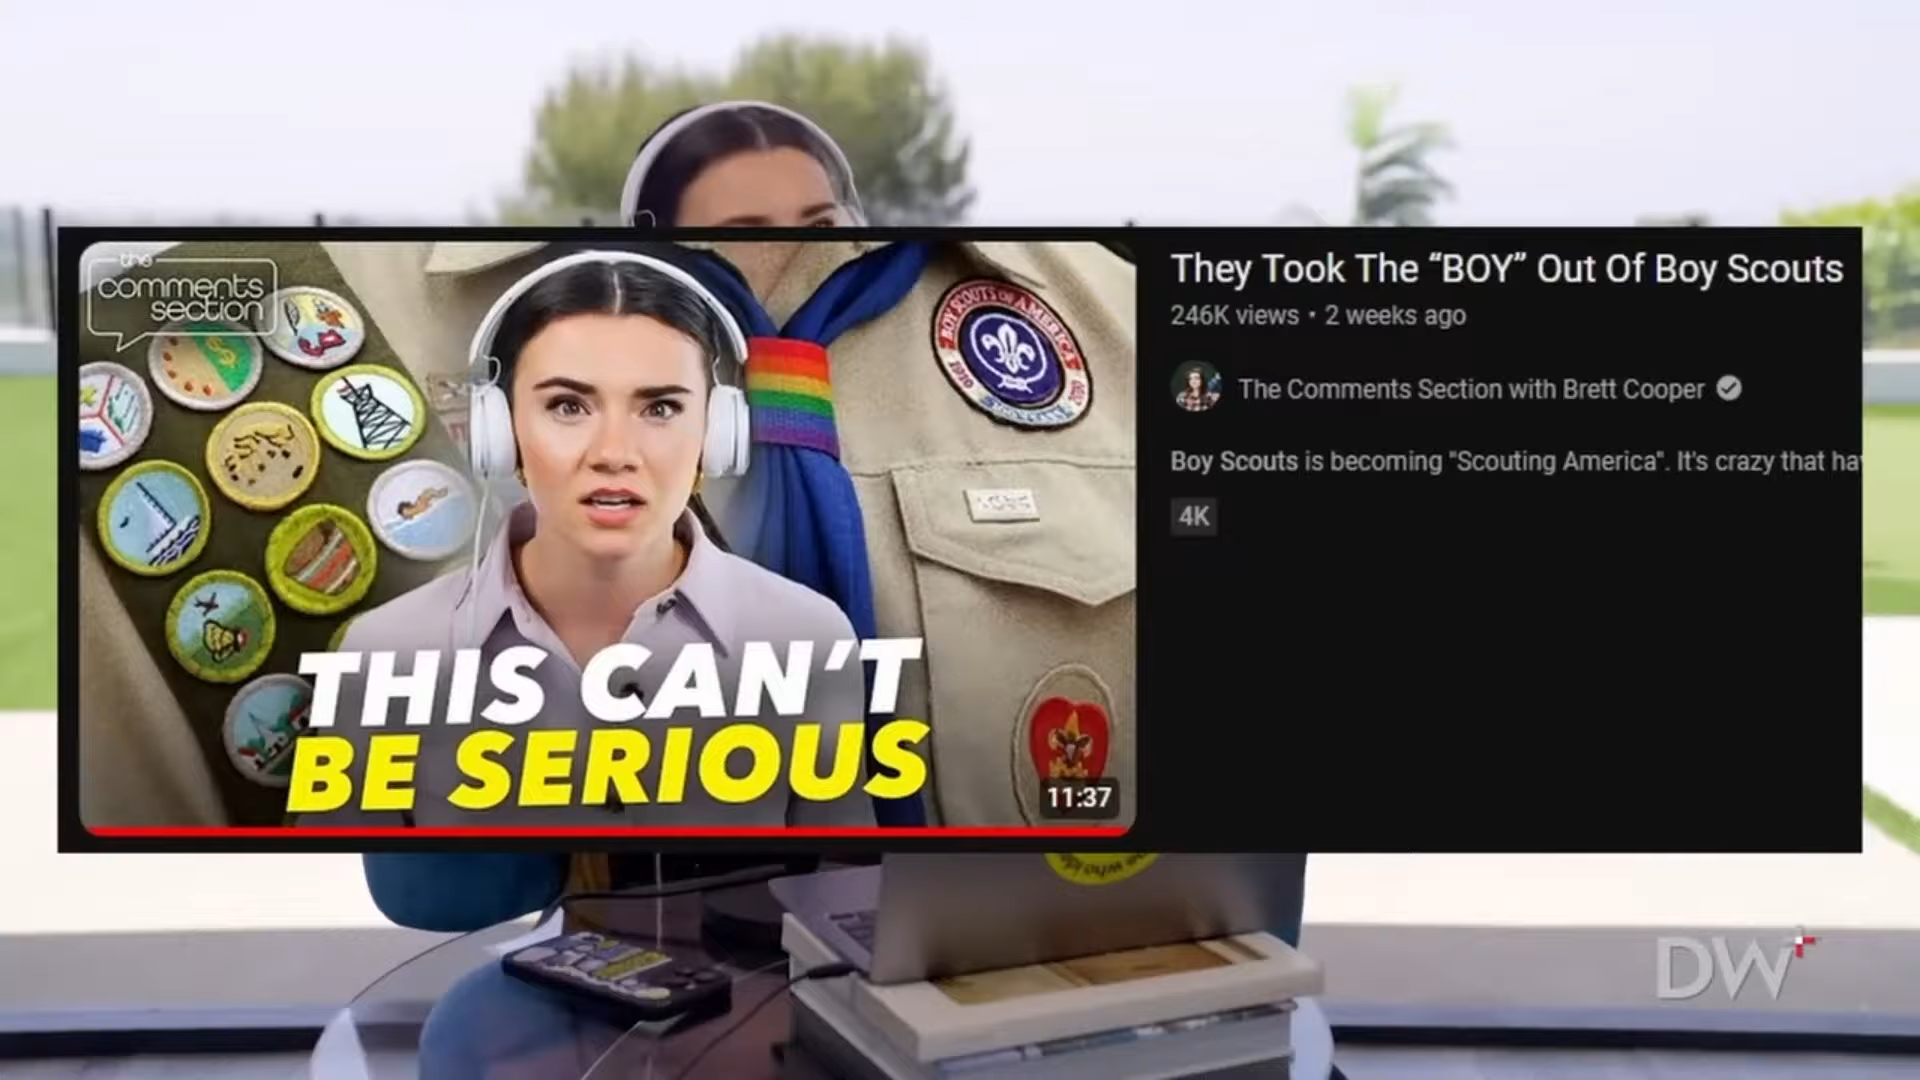 the
comments
section
BOY SCOUTS OF AMERICA
1910
THIS CAN'T
BE SERIOUS
11:37
They Took The “BOY” Out Of Boy Scouts
246K views • 2 weeks ago
The Comments Section with Brett Cooper
Boy Scouts is becoming "Scouting America". It's crazy that ha
4K
DW+